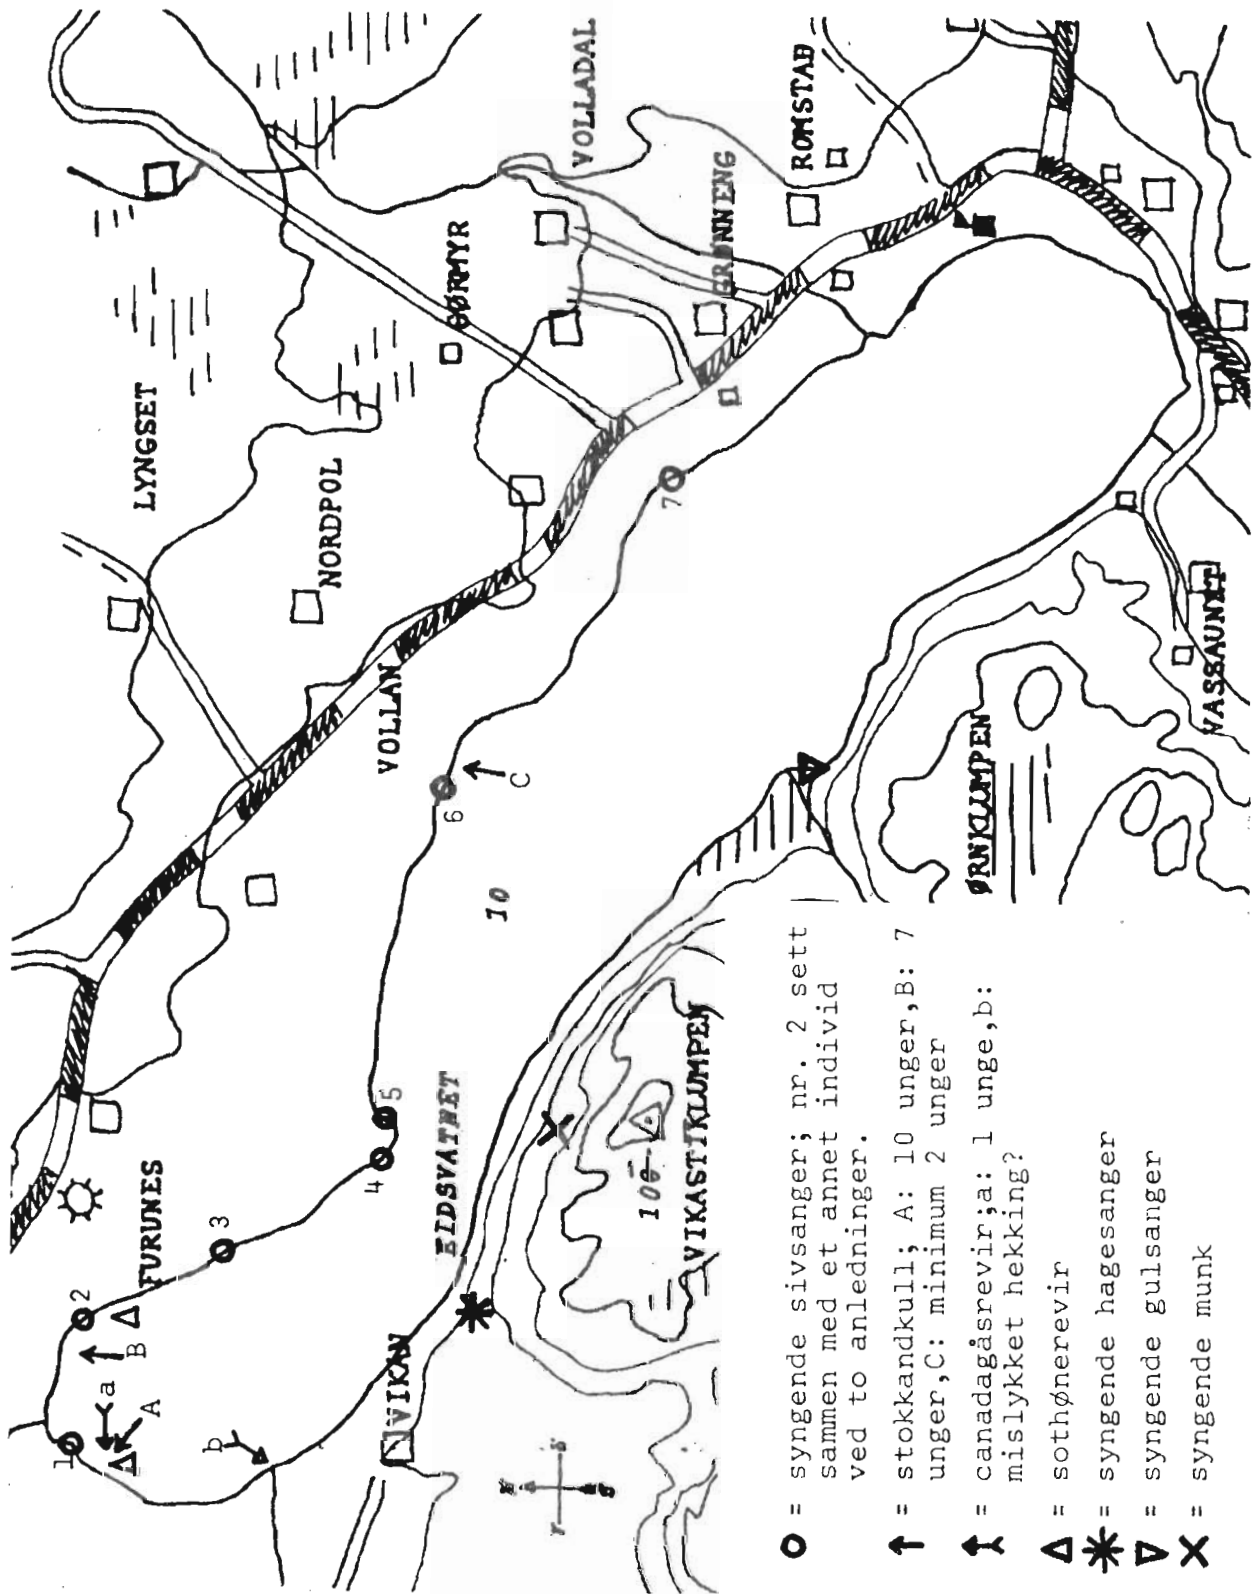 LYNGSET
NORDPOL
GØRMYR
VOLLADAL
GRØNNENG
ROMSTAD
VOLLAN
FURUNES
1
2
3
4
5
6
7
a
A
B
b
C
10
EIDSVATNET
VIKAN
100
VIKASTIKLUMPEN
ØRNKLUMPEN
VASSAUNET
= syngende sivsanger; nr. 2 sett
sammen med et annet individ
ved to anledninger.
= stokkandkull; A: 10 unger,B: 7
unger,C: minimum 2 unger
= canadagåsrevir;a: 1 unge,b:
mislykket hekking?
= sothønerevir
= syngende hagesanger
= syngende gulsanger
= syngende munk